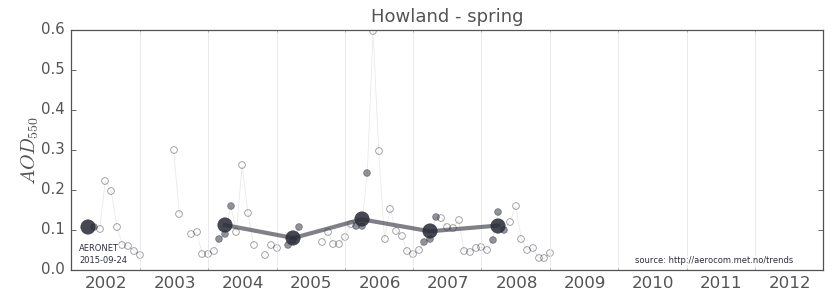 Howland - spring
0.6
0.5
0.4
0.3
0.2
0.1
0.0
AOD550
AERONET
2015-09-24
source: http://aerocom.met.no/trends
2002 2003 2004 2005 2006 2007 2008 2009 2010 2011 2012